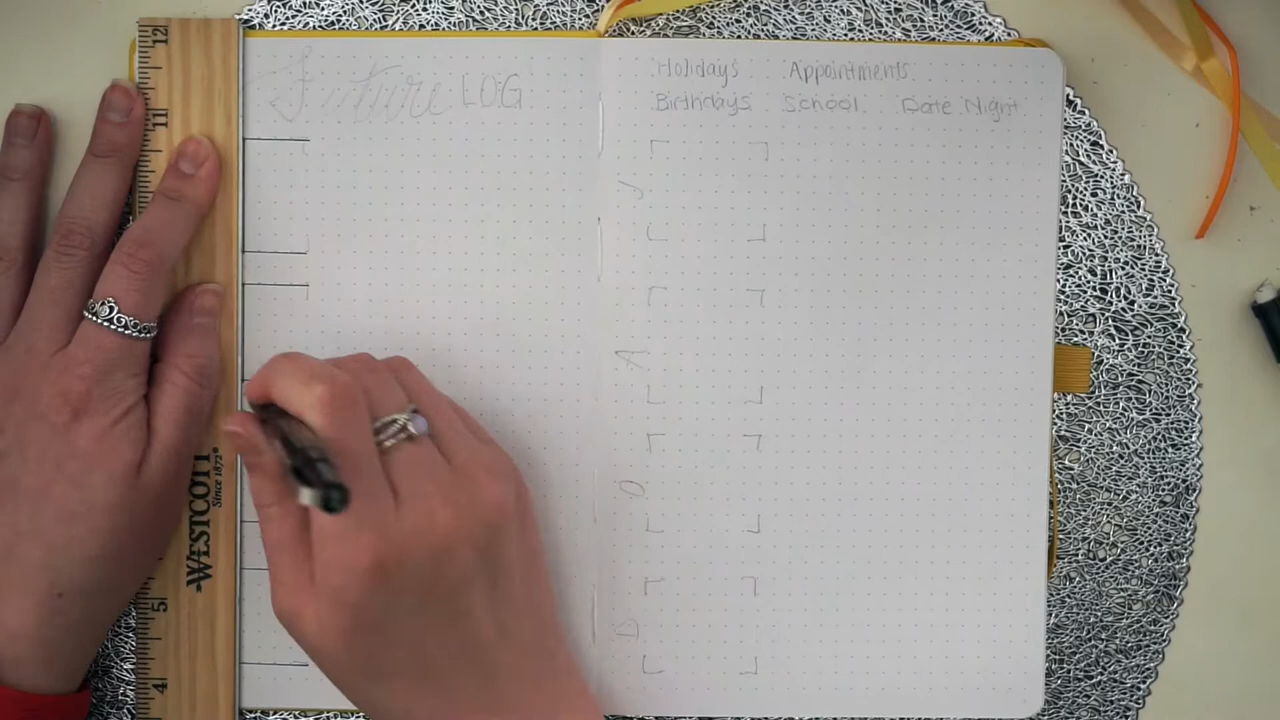 Future LOG
Holidays Appointments
Birthdays School Date Night
J
A
O
D
12
11
WESTCOTT
Since 1872®
5
4